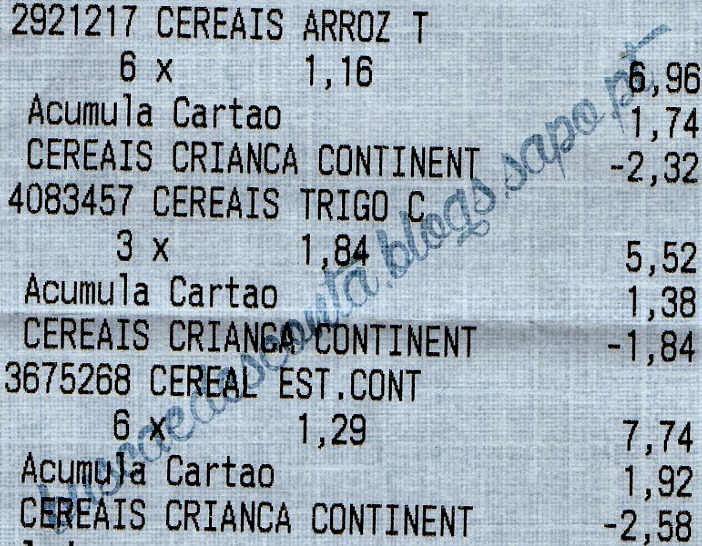 2921217 CEREAIS ARROZ T
6 x 1,16 6,96
Acumula Cartao 1,74
CEREAIS CRIANCA CONTINENT -2,32
4083457 CEREAIS TRIGO C
3 x 1,84 5,52
Acumula Cartao 1,38
CEREAIS CRIANCA CONTINENT -1,84
3675268 CEREAL EST.CONT
6 x 1,29 7,74
Acumula Cartao 1,92
CEREAIS CRIANCA CONTINENT -2,58
buscaedesconta.blogs.sapo.pt